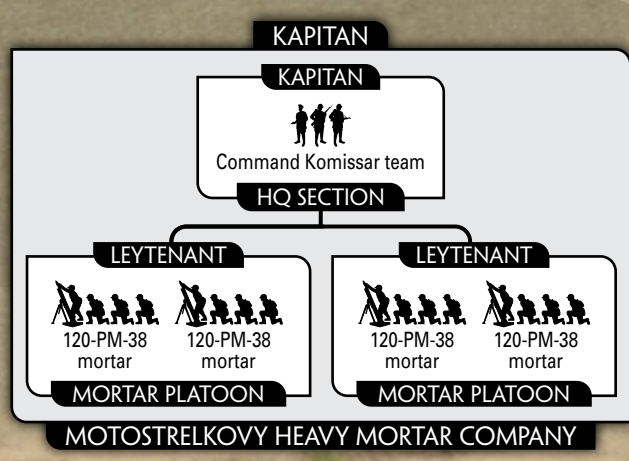 KAPITAN
KAPITAN
Command Komissar team
HQ SECTION
LEYTENANT
120-PM-38
mortar
120-PM-38
mortar
MORTAR PLATOON
LEYTENANT
120-PM-38
mortar
120-PM-38
mortar
MORTAR PLATOON
MOTOSTRELKOVY HEAVY MORTAR COMPANY